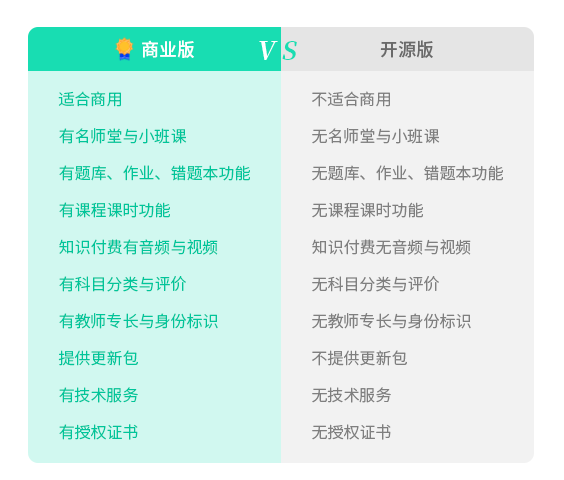 商业版 VS 开源版
适合商用 不适合商用
有名师堂与小班课 无名师堂与小班课
有题库、作业、错题本功能 无题库、作业、错题本功能
有课程课时功能 无课程课时功能
知识付费有音频与视频 知识付费无音频与视频
有科目分类与评价 无科目分类与评价
有教师专长与身份标识 无教师专长与身份标识
提供更新包 不提供更新包
有技术服务 无技术服务
有授权证书 无授权证书